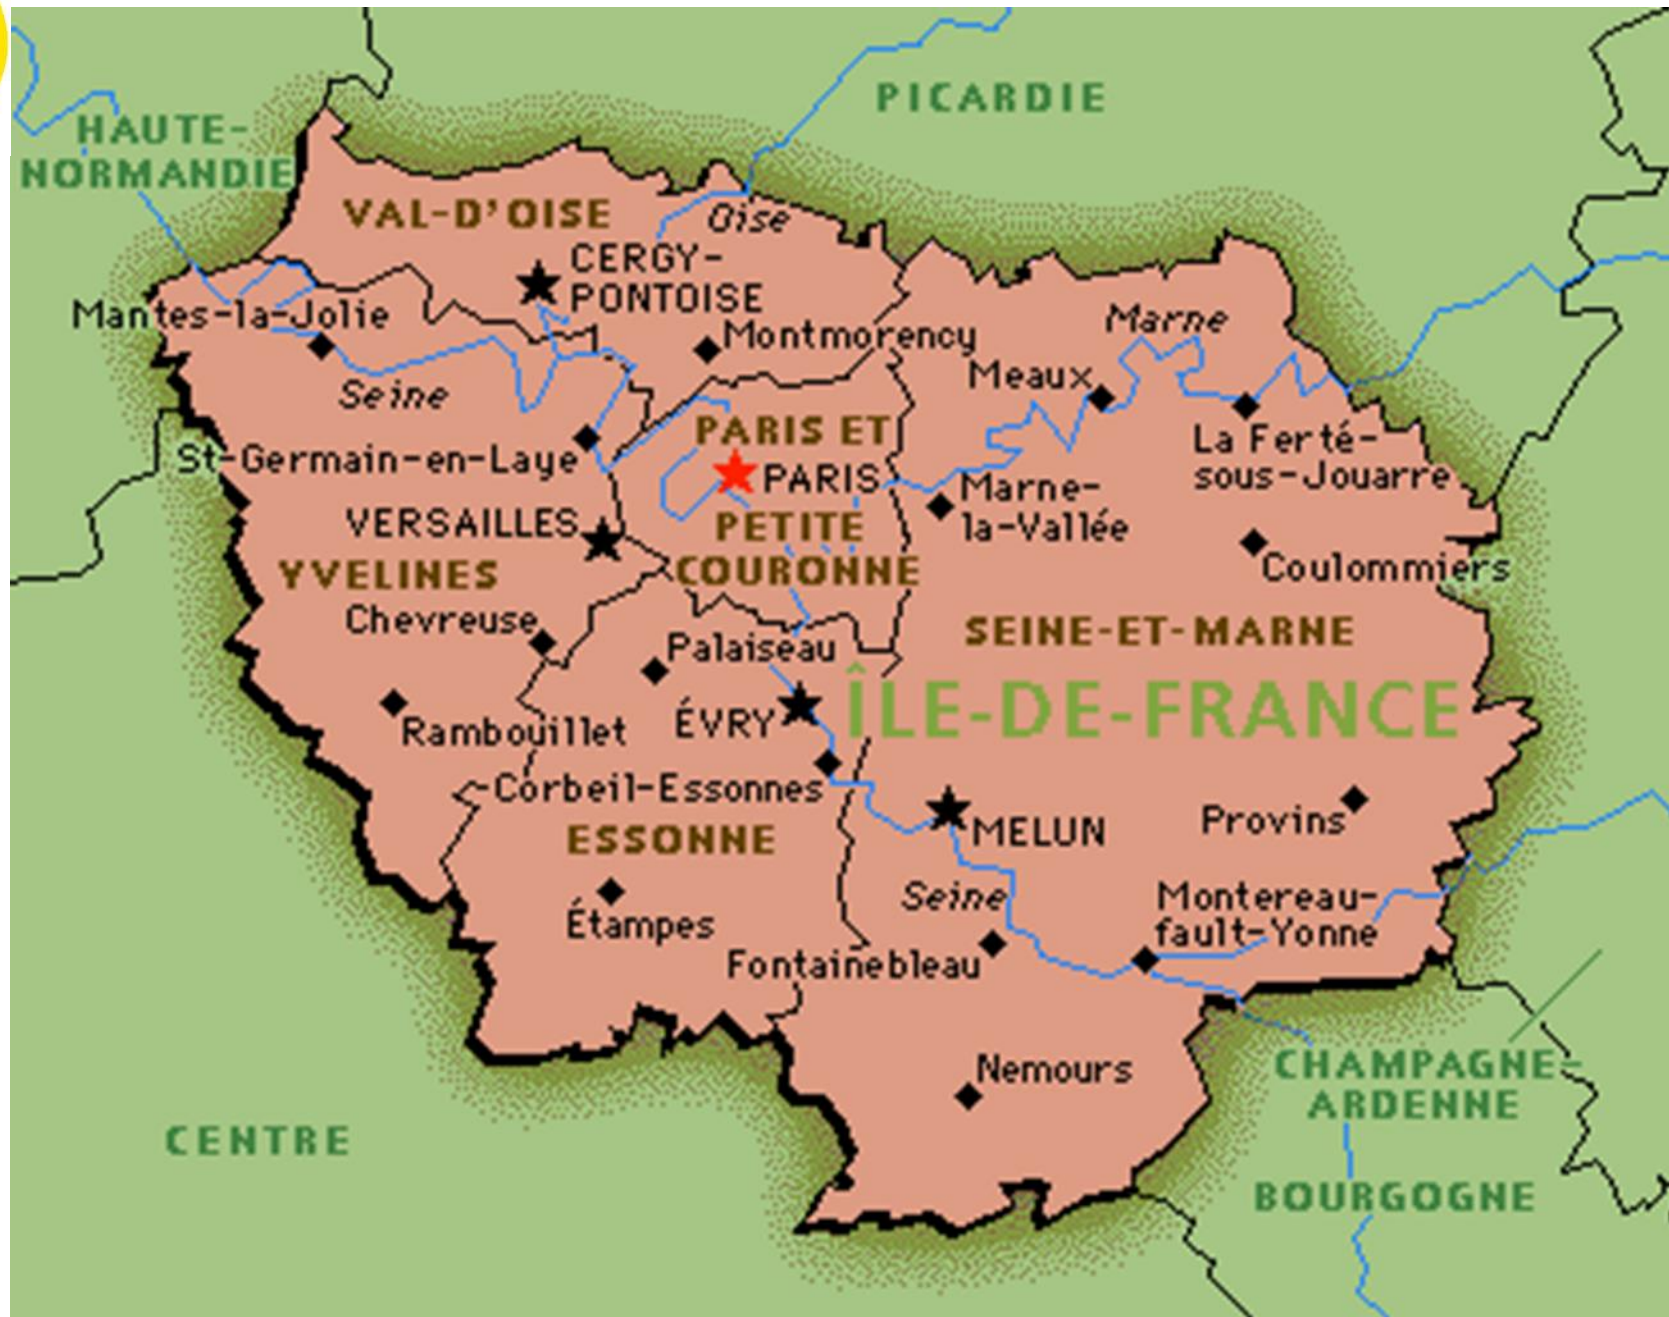 PICARDIE
HAUTE-
NORMANDIE
VAL-D'OISE
Oise
CERGY-
PONTOISE
Mantes-la-Jolie
Montmorency
Marne
Meaux
Seine
PARIS ET
La Ferté-
sous-Jouarre
St-Germain-en-Laye
PARIS
Marne-
la-Vallée
VERSAILLES
PETITE
COURONNE
Coulommiers
YVELINES
Chevreuse
SEINE-ET-MARNE
Palaiseau
ÎLE-DE-FRANCE
ÉVRY
Rambouillet
Corbeil-Essonnes
Provins
MELUN
ESSONNE
Seine
Montereau-
fault-Yonne
Étampes
Fontainebleau
Nemours
CHAMPAGNE-
ARDENNE
CENTRE
BOURGOGNE